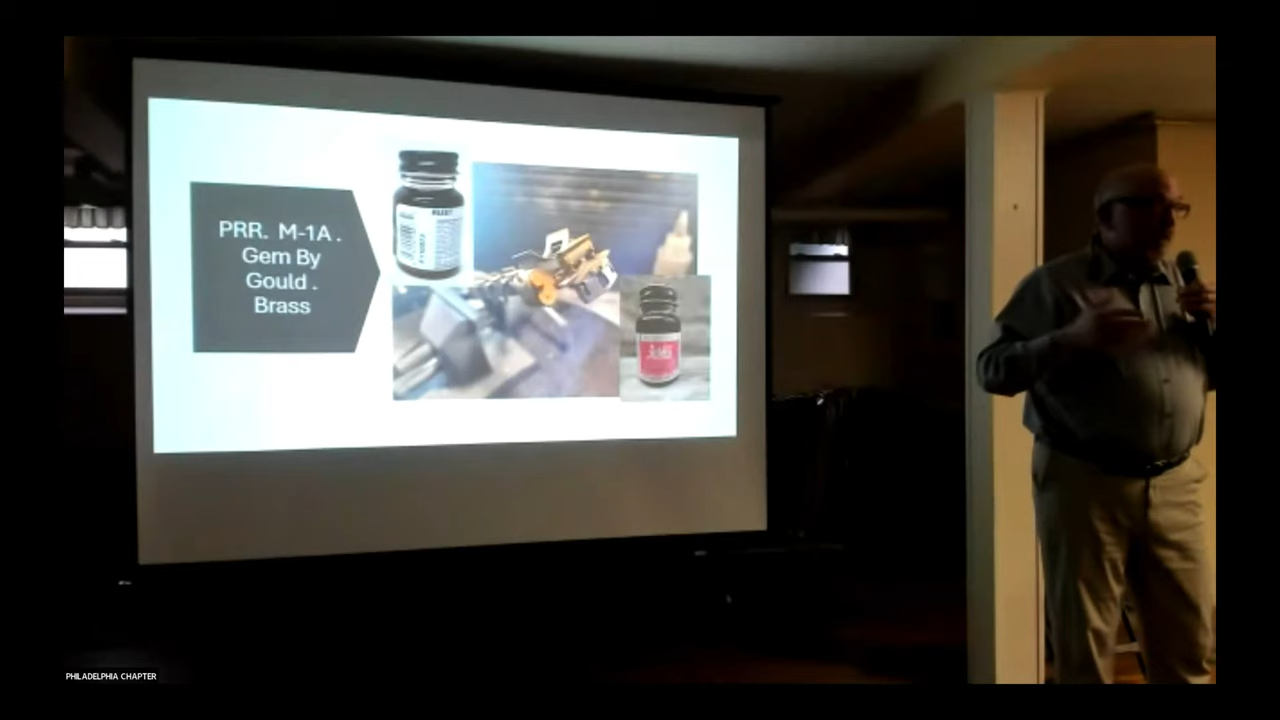 PRR. M-1A .
Gem By
Gould .
Brass
PHILADELPHIA CHAPTER